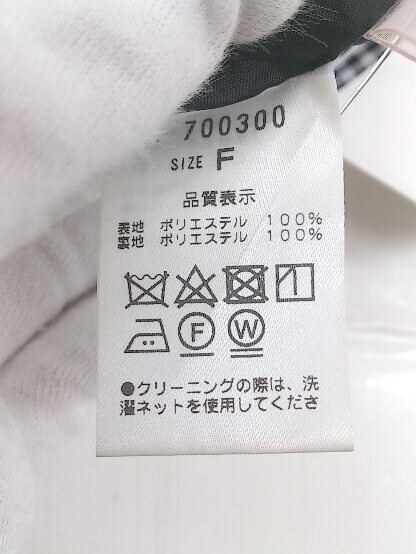 700300
SIZE F
品質表示
表地 ポリエステル 100%
裏地 ポリエステル 100%
F W
●クリーニングの際は、洗
濯ネットを使用してくださ